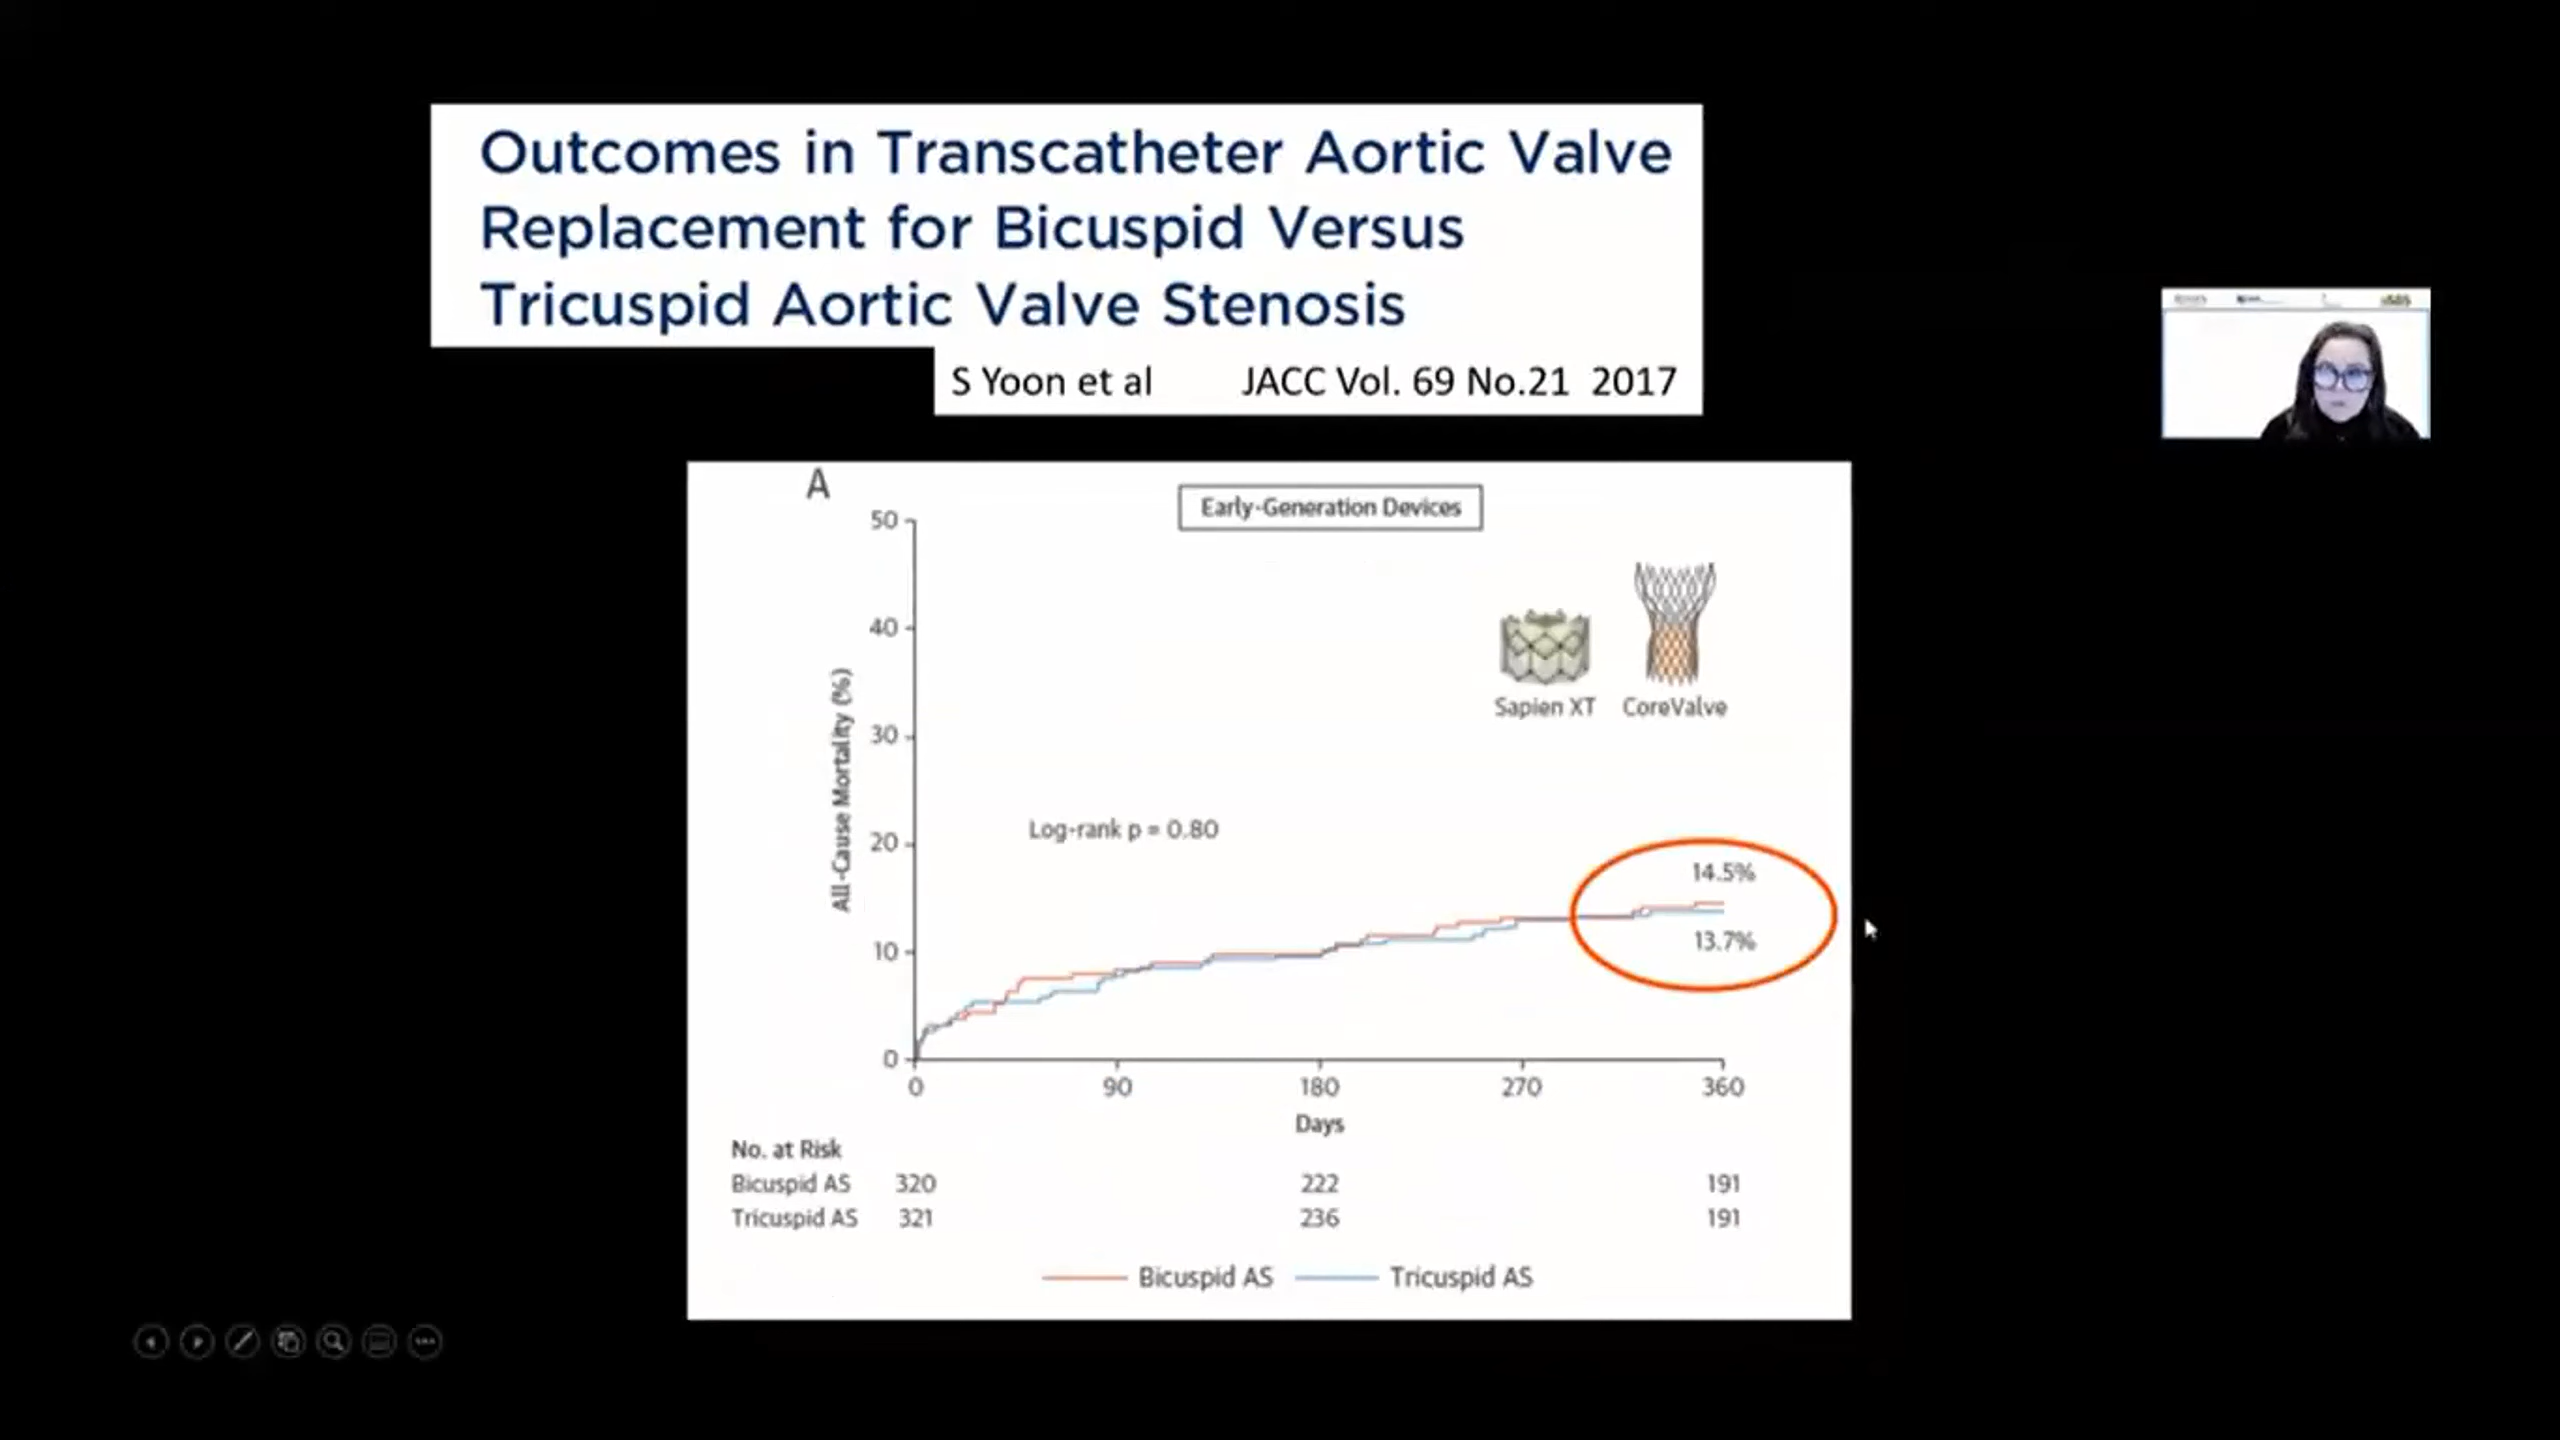 Outcomes in Transcatheter Aortic Valve
Replacement for Bicuspid Versus
Tricuspid Aortic Valve Stenosis
S Yoon et al JACC Vol. 69 No.21 2017
A
Early-Generation Devices
50
40
30
20
10
0
All-Cause Mortality (%)
Sapien XT CoreValve
Log-rank p = 0.80
14.5%
13.7%
0 90 180 270 360
Days
No. at Risk
Bicuspid AS 320 222 191
Tricuspid AS 321 236 191
Bicuspid AS Tricuspid AS